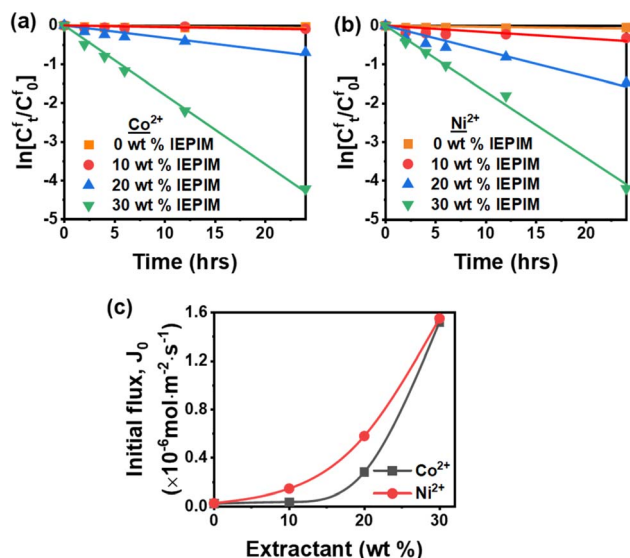 (a)
0
-1
-2
-3
-4
-5
ln[C^f_t/C^f_0]
Co²⁺
0 wt % IEPIM
10 wt % IEPIM
20 wt % IEPIM
30 wt % IEPIM
0 5 10 15 20
Time (hrs)
(b)
0
-1
-2
-3
-4
-5
ln[C^f_t/C^f_0]
Ni²⁺
0 wt % IEPIM
10 wt % IEPIM
20 wt % IEPIM
30 wt % IEPIM
0 5 10 15 20
Time (hrs)
(c)
1.6
1.2
0.8
0.4
0.0
Initial flux, J₀
(×10⁻⁶mol·m⁻²·s⁻¹)
Co²⁺
Ni²⁺
0 10 20 30
Extractant (wt %)